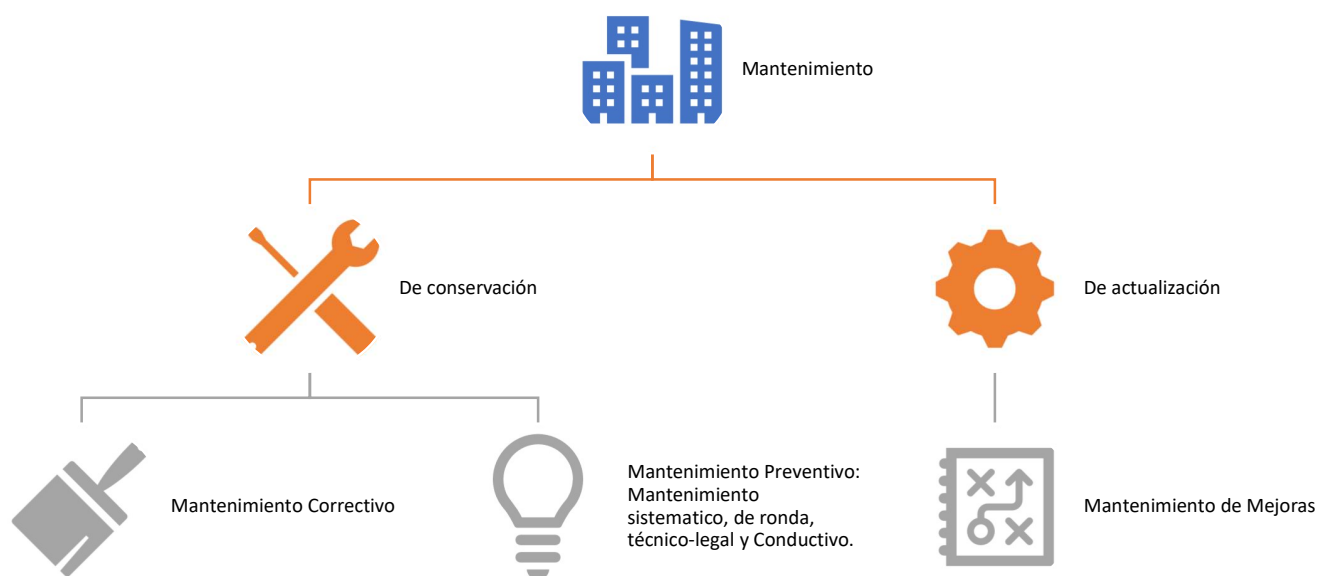 Mantenimiento
De conservación
De actualización
Mantenimiento Correctivo
Mantenimiento Preventivo:
Mantenimiento
sistematico, de ronda,
técnico-legal y Conductivo.
Mantenimiento de Mejoras